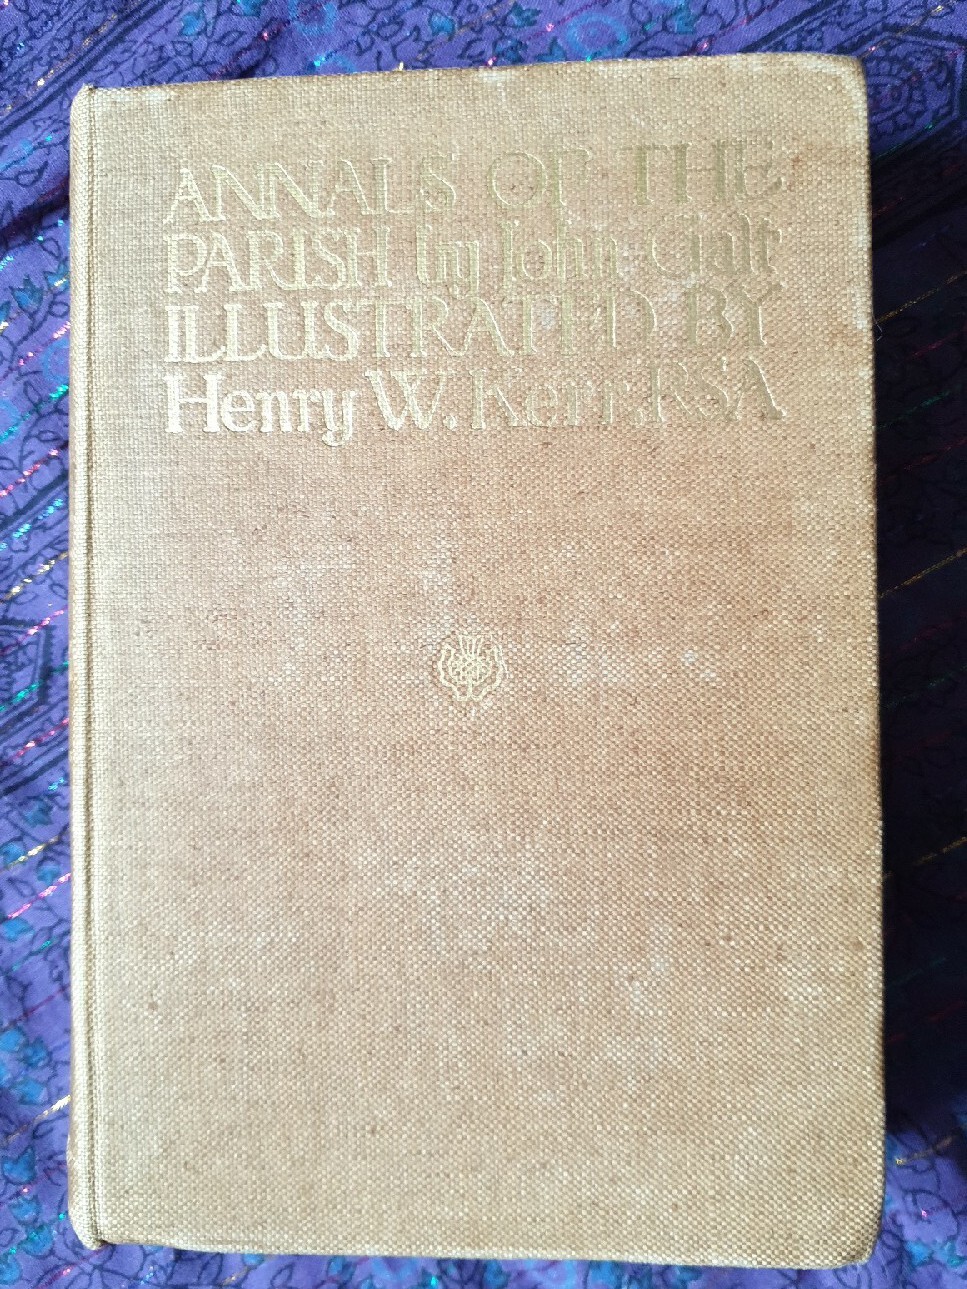 ANNALS OF THE
PARISH by John Galt
ILLUSTRATED BY
Henry W. Kerr. RSA